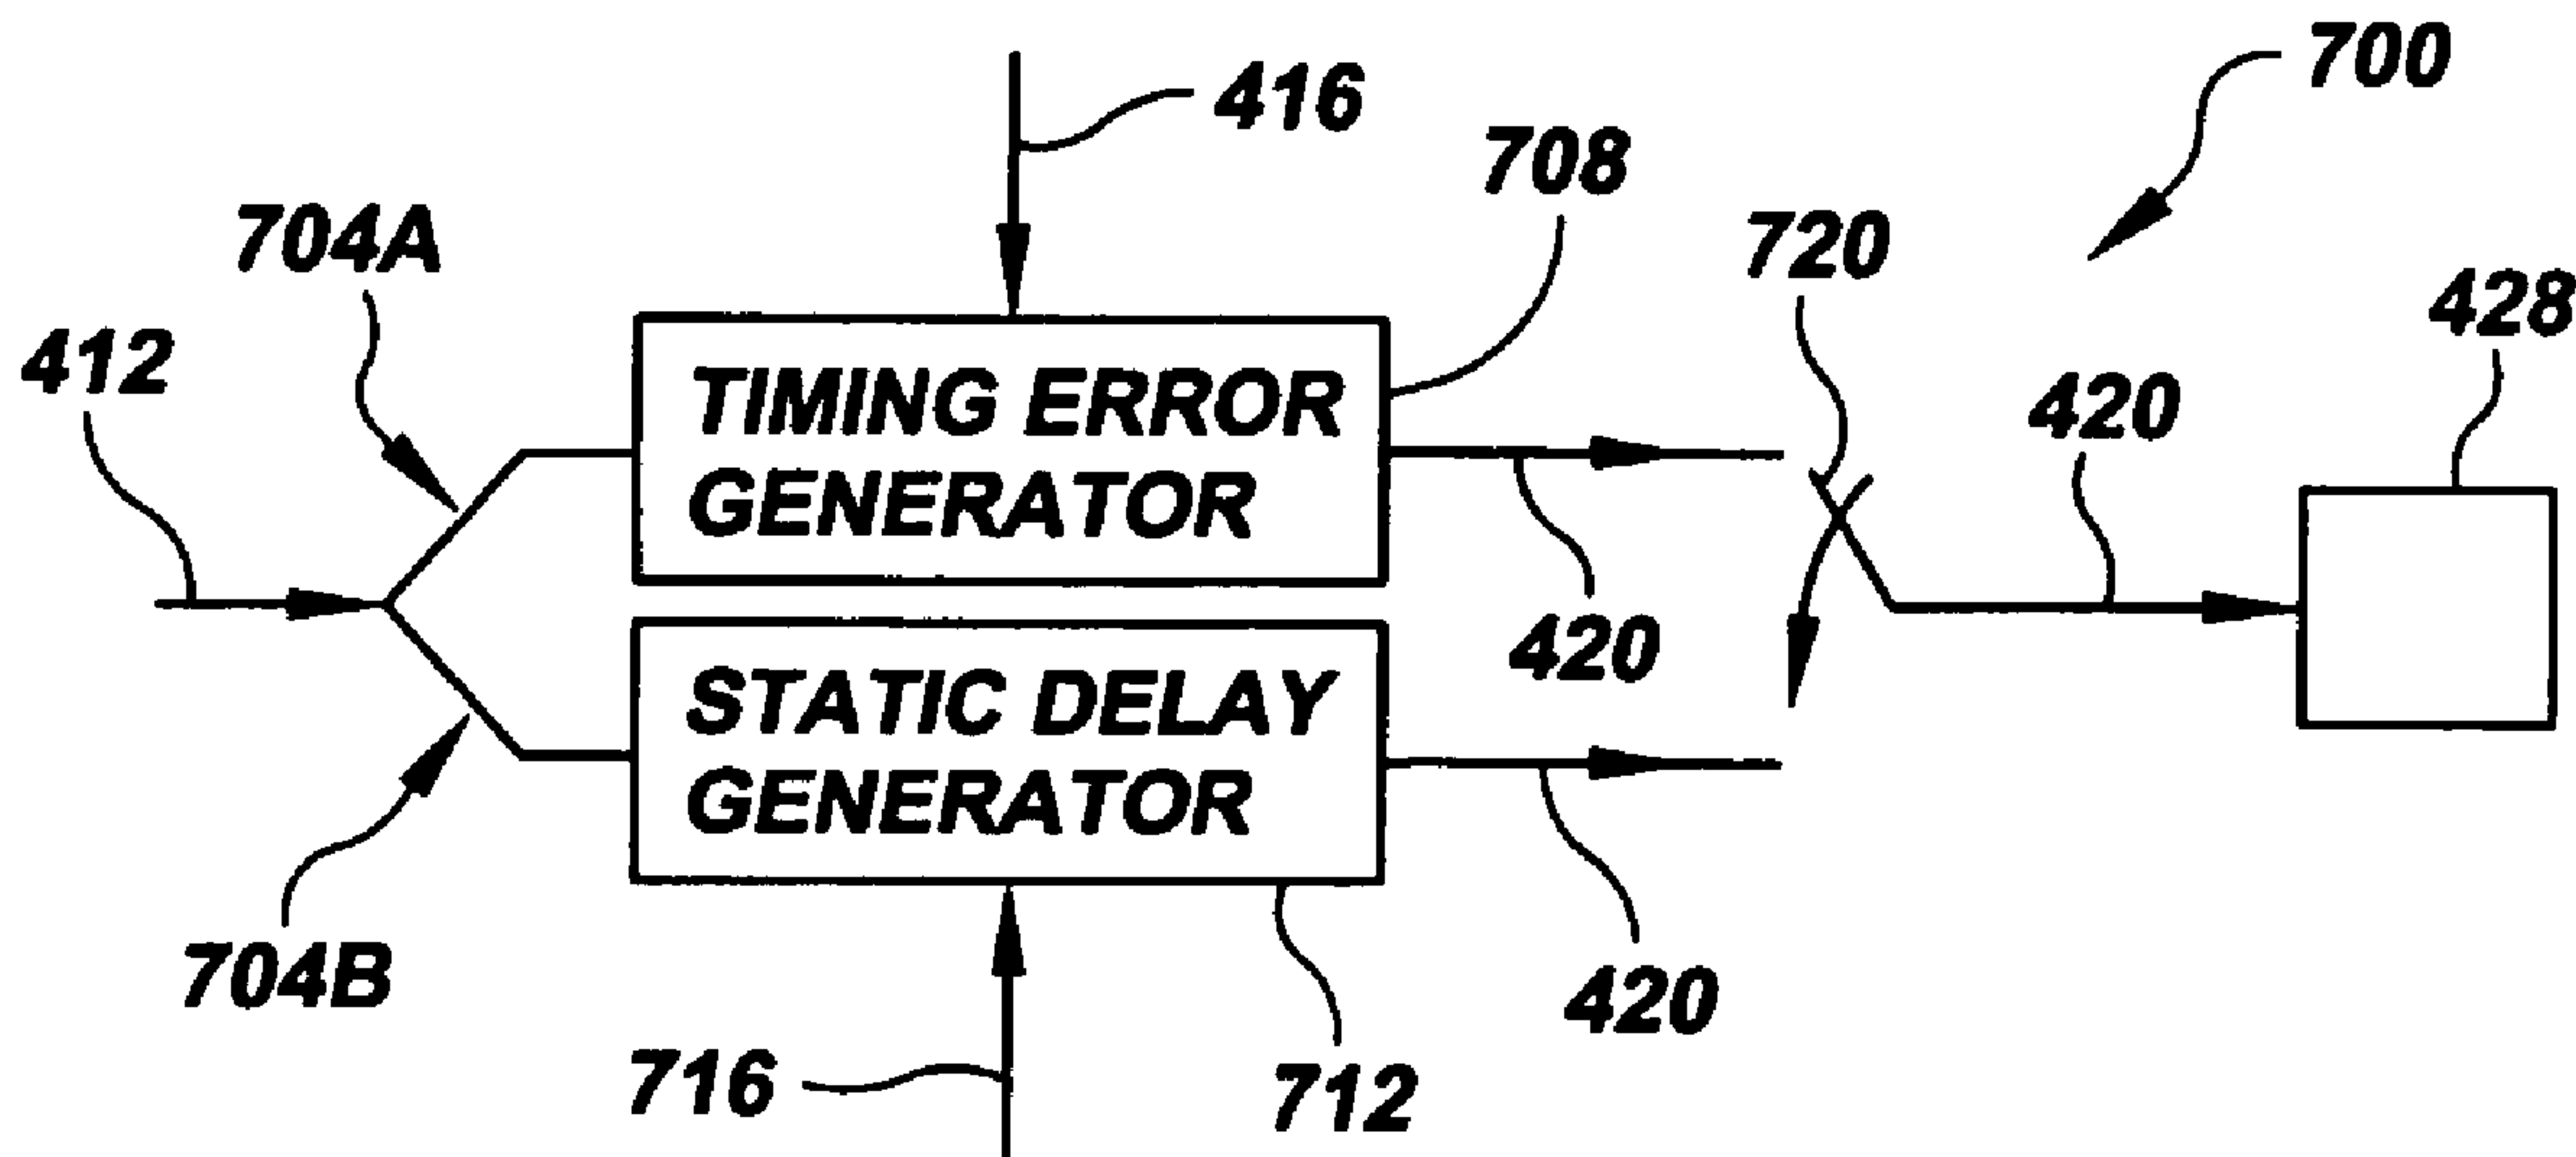 700
416
708
704A
720
428
412
TIMING ERROR
GENERATOR
420
420
STATIC DELAY
GENERATOR
704B
420
716
712